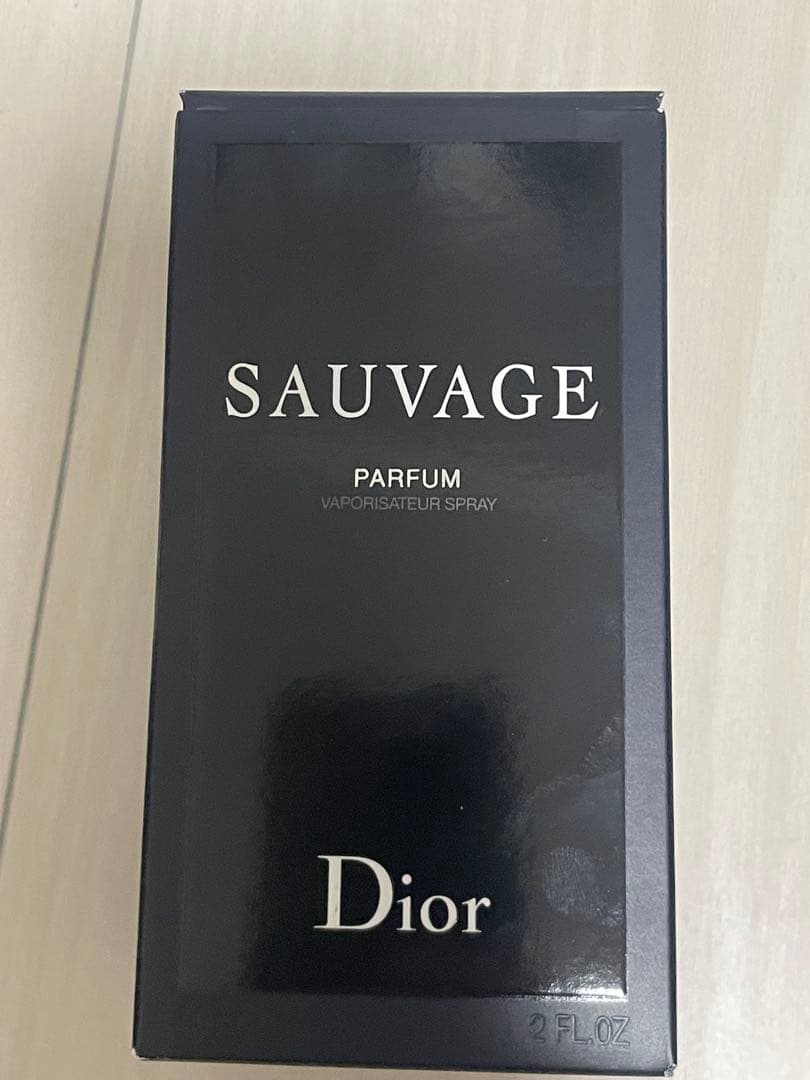 SAUVAGE
PARFUM
VAPORISATEUR SPRAY
Dior
2 FL.OZ